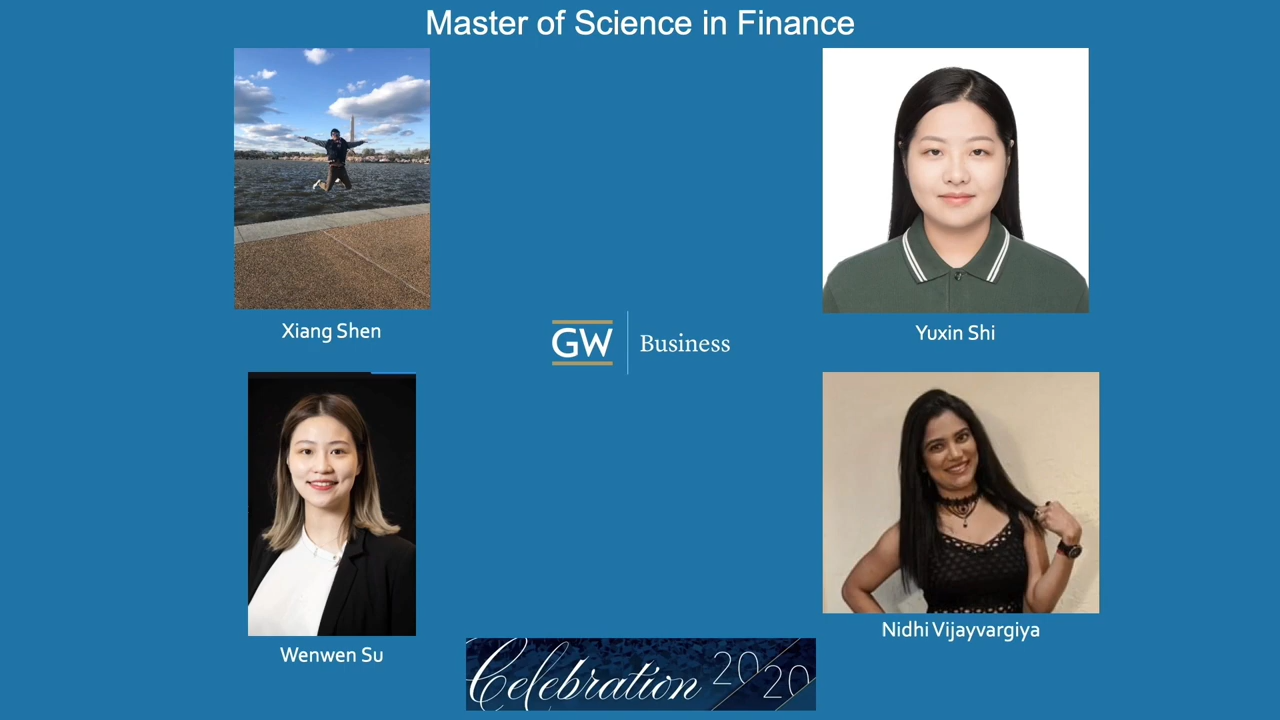 Master of Science in Finance
Xiang Shen
Yuxin Shi
GW Business
Wenwen Su
Nidhi Vijayvargiya
Celebration 2020